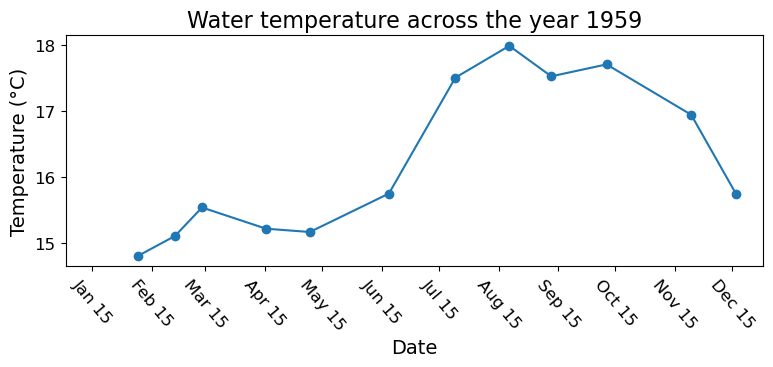 Water temperature across the year 1959
Temperature (°C)
18
17
16
15
Jan 15
Feb 15
Mar 15
Apr 15
May 15
Jun 15
Jul 15
Aug 15
Sep 15
Oct 15
Nov 15
Dec 15
Date